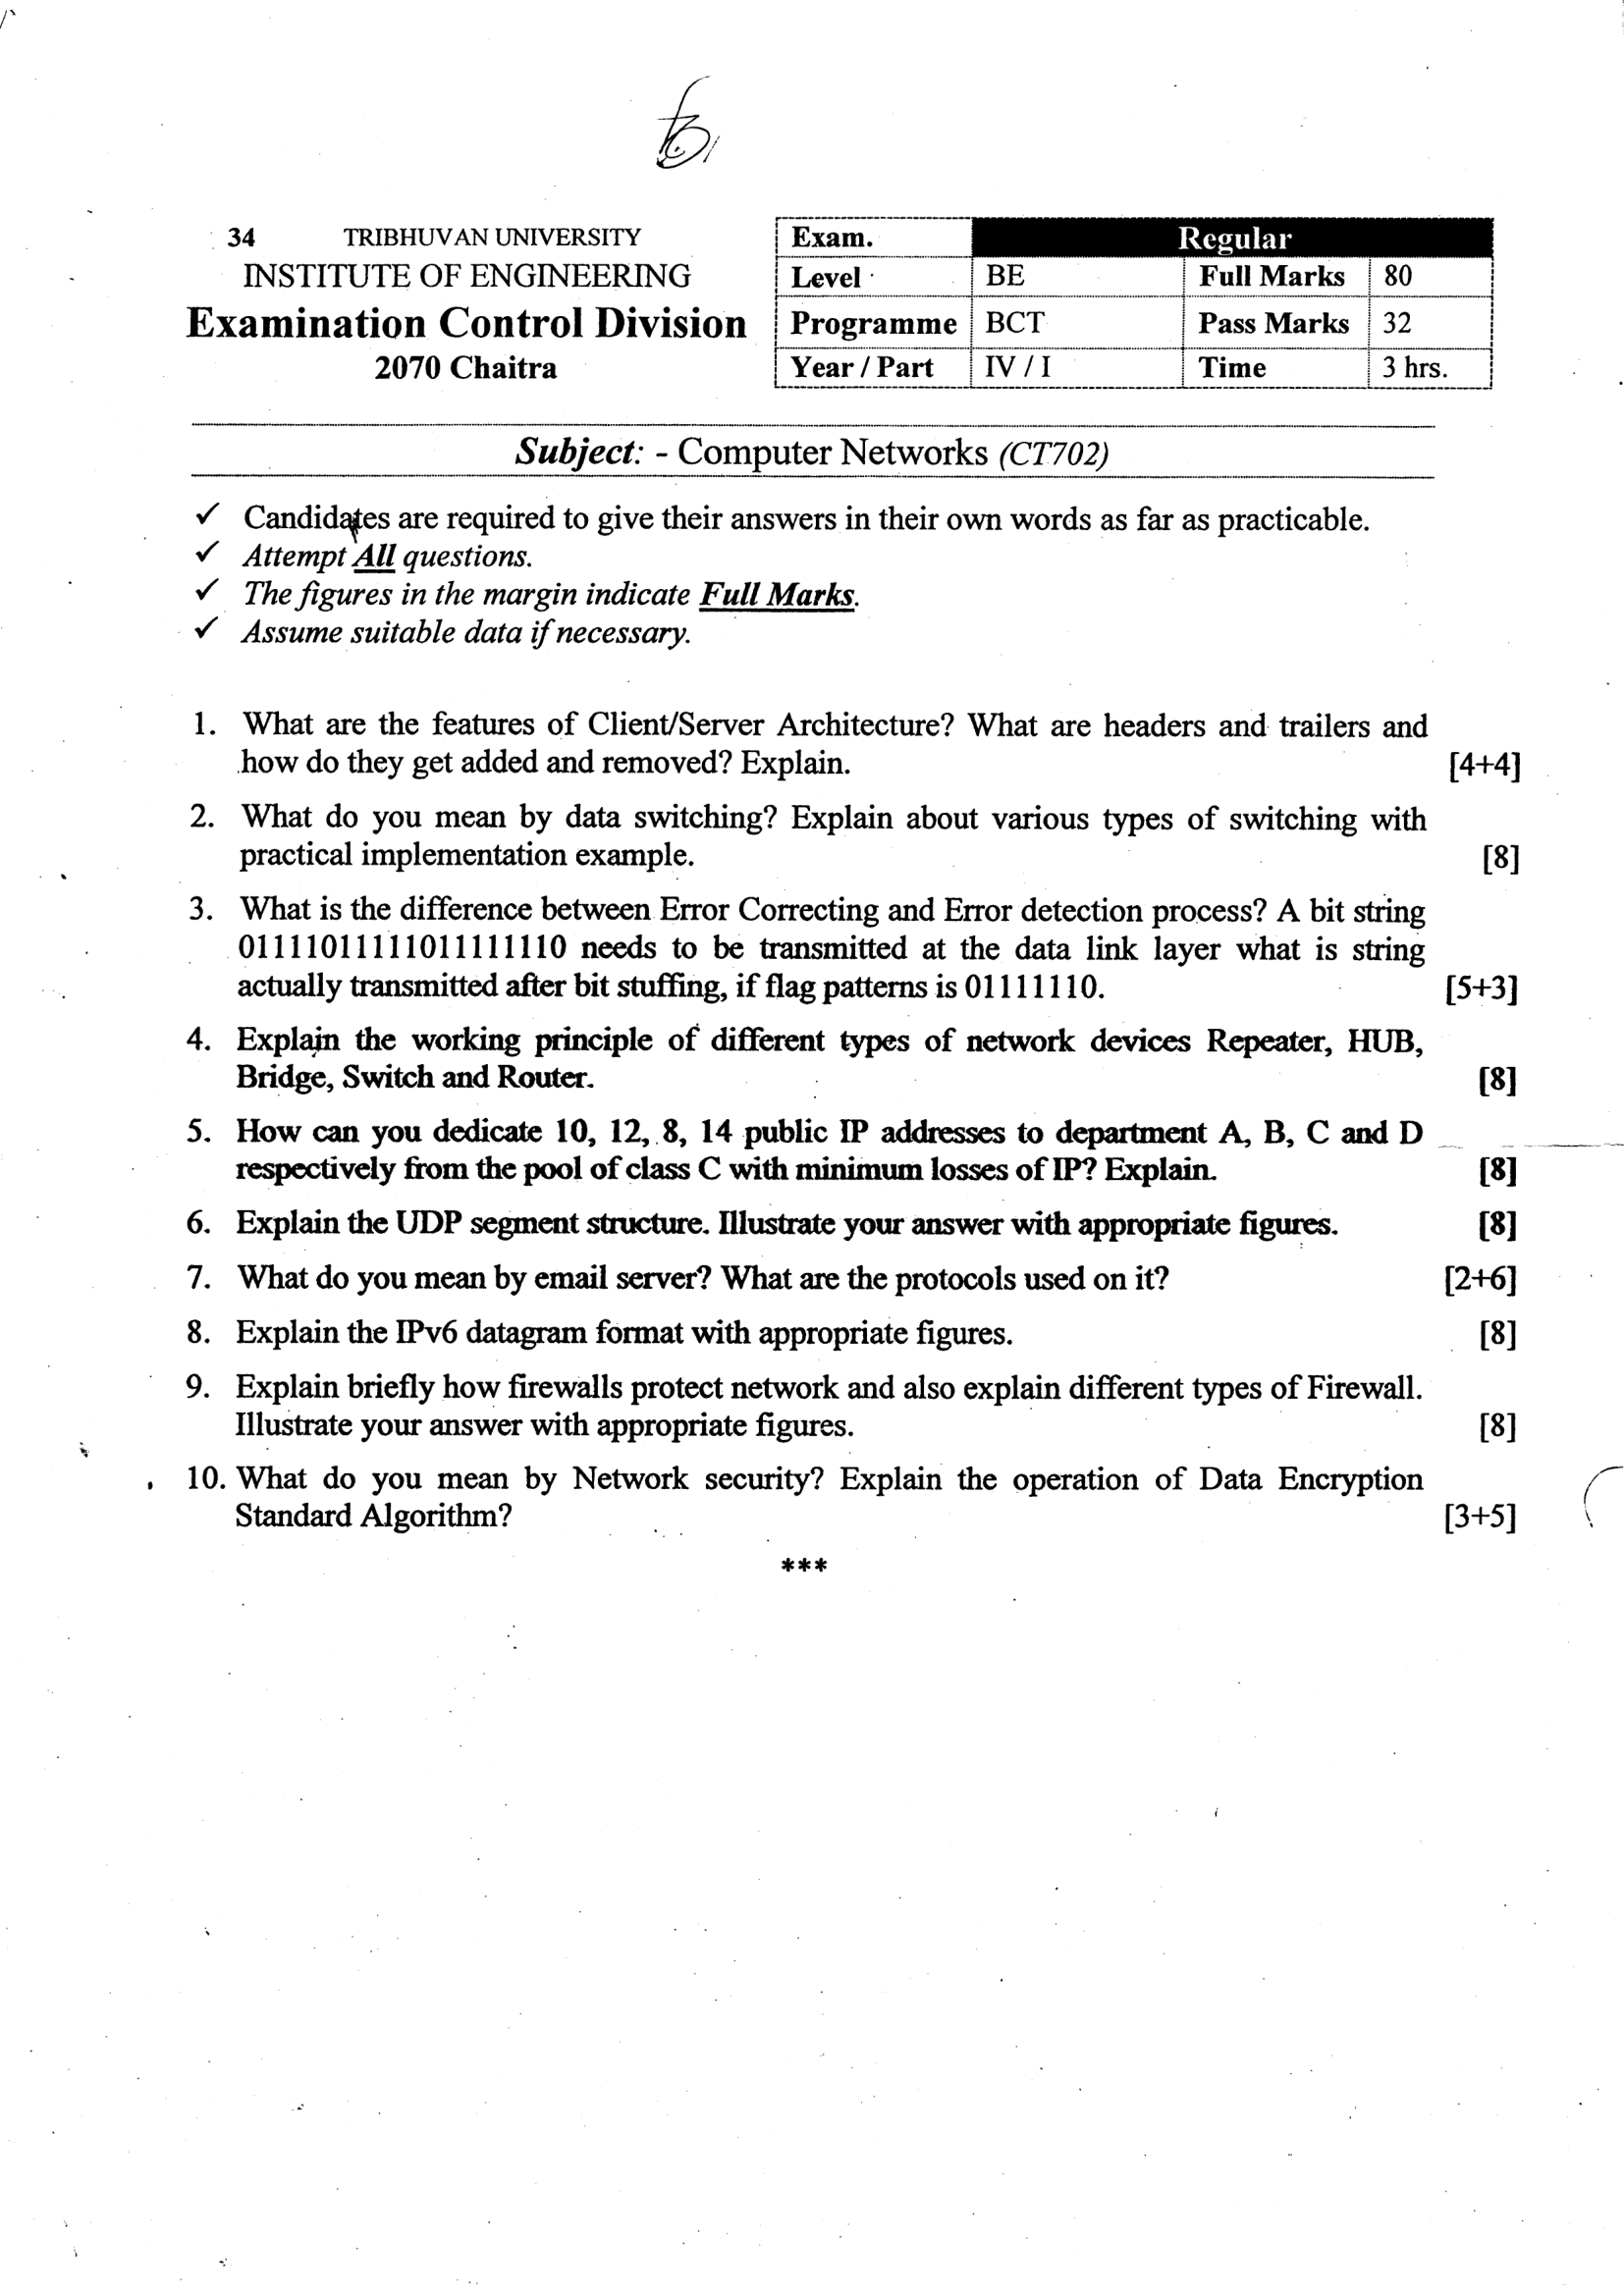 34 TRIBHUVAN UNIVERSITY
INSTITUTE OF ENGINEERING
Examination Control Division
2070 Chaitra
Exam. Regular
Level BE Full Marks 80
Programme BCT Pass Marks 32
Year / Part IV / I Time 3 hrs.
Subject: - Computer Networks (CT702)
✓ Candidates are required to give their answers in their own words as far as practicable.
✓ Attempt All questions.
✓ The figures in the margin indicate Full Marks.
✓ Assume suitable data if necessary.
1. What are the features of Client/Server Architecture? What are headers and trailers and
how do they get added and removed? Explain. [4+4]
2. What do you mean by data switching? Explain about various types of switching with
practical implementation example. [8]
3. What is the difference between Error Correcting and Error detection process? A bit string
01111011111011111110 needs to be transmitted at the data link layer what is string
actually transmitted after bit stuffing, if flag patterns is 01111110. [5+3]
4. Explain the working principle of different types of network devices Repeater, HUB,
Bridge, Switch and Router. [8]
5. How can you dedicate 10, 12, 8, 14 public IP addresses to department A, B, C and D
respectively from the pool of class C with minimum losses of IP? Explain. [8]
6. Explain the UDP segment structure. Illustrate your answer with appropriate figures. [8]
7. What do you mean by email server? What are the protocols used on it? [2+6]
8. Explain the IPv6 datagram format with appropriate figures. [8]
9. Explain briefly how firewalls protect network and also explain different types of Firewall.
Illustrate your answer with appropriate figures. [8]
10. What do you mean by Network security? Explain the operation of Data Encryption
Standard Algorithm? [3+5]
***